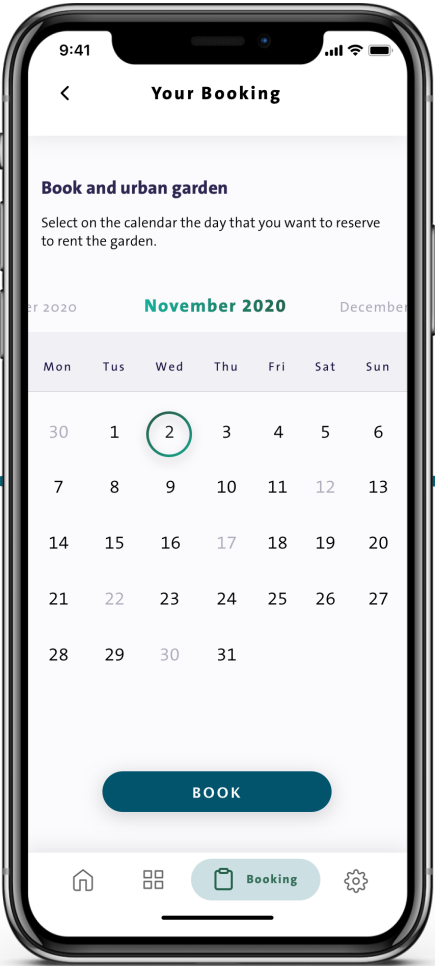 9:41
Your Booking
Book and urban garden
Select on the calendar the day that you want to reserve
to rent the garden.
er 2020 November 2020 December
Mon Tus Wed Thu Fri Sat Sun
30 1 2 3 4 5 6
7 8 9 10 11 12 13
14 15 16 17 18 19 20
21 22 23 24 25 26 27
28 29 30 31
BOOK
Booking